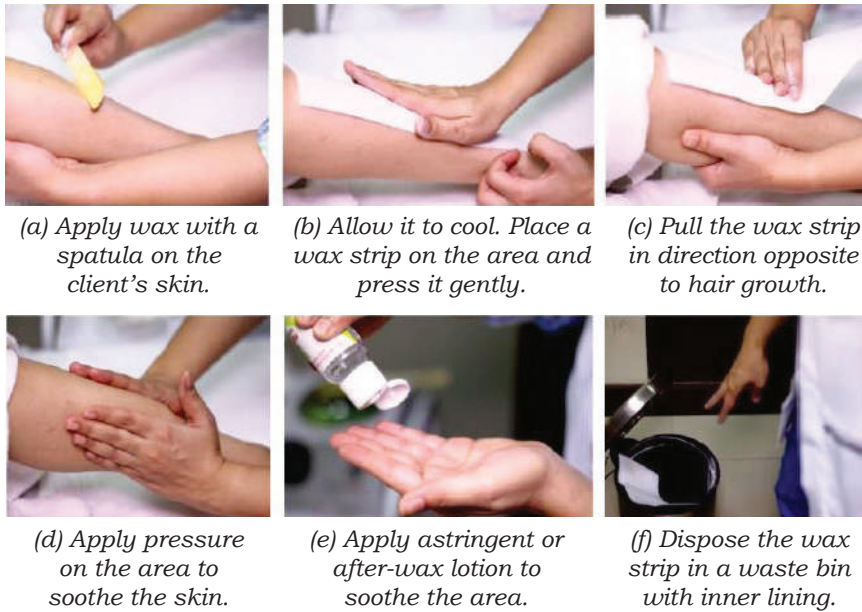 (a) Apply wax with a
spatula on the
client's skin.
(b) Allow it to cool. Place a
wax strip on the area and
press it gently.
(c) Pull the wax strip
in direction opposite
to hair growth.
(d) Apply pressure
on the area to
soothe the skin.
(e) Apply astringent or
after-wax lotion to
soothe the area.
(f) Dispose the wax
strip in a waste bin
with inner lining.